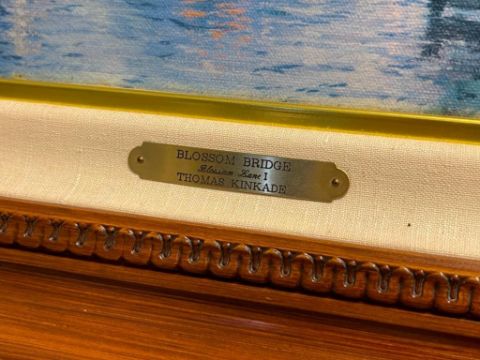 BLOSSOM BRIDGE
Blossom Lane I
THOMAS KINKADE